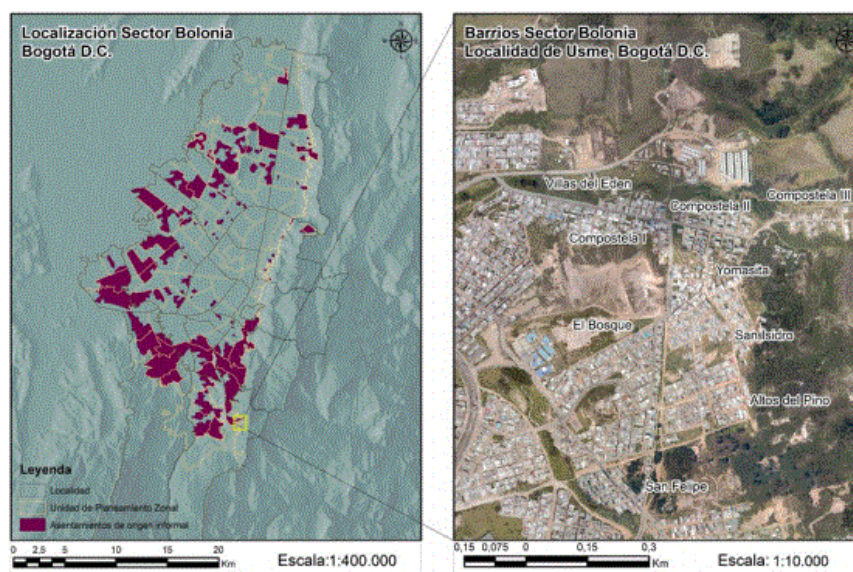 Localización Sector Bolonia
Bogotá D.C.
Leyenda
Localidad
Unidad de Planeamiento Zonal
Asentamientos de origen informal
0 2,5 5 10 15 20
Km
Escala:1:400.000
Barrios Sector Bolonia
Localidad de Usme, Bogotá D.C.
Villas del Eden
Compostela III
Compostela II
Compostela I
Yomasita
El Bosque
San Isidro
Altos del Pino
San Felipe
0,15 0,075 0 0,15 0,3
Km
Escala: 1:10.000